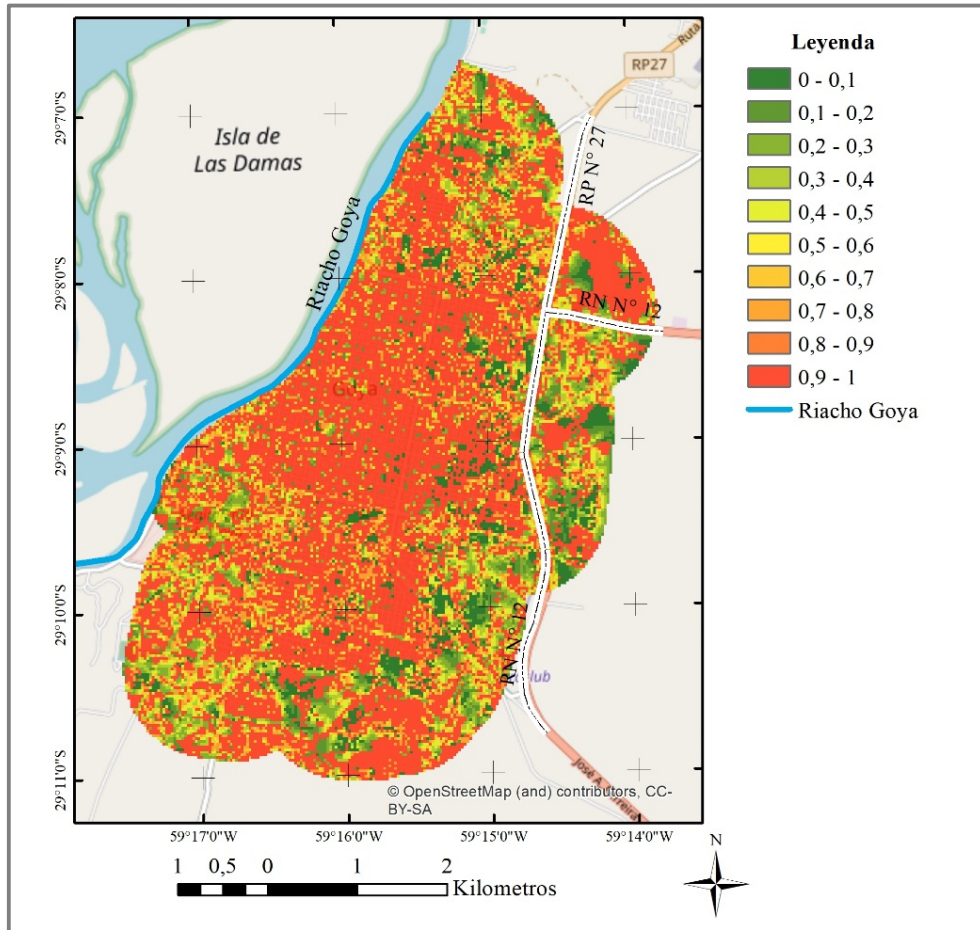 Leyenda
0 - 0,1
0,1 - 0,2
0,2 - 0,3
0,3 - 0,4
0,4 - 0,5
0,5 - 0,6
0,6 - 0,7
0,7 - 0,8
0,8 - 0,9
0,9 - 1
Riacho Goya
Isla de
Las Damas
RP27
Ruta
RP N° 27
Riacho Goya
RN N° 12
Goya
RN N° 12
José A.
© OpenStreetMap (and) contributors, CC-
BY-SA
29°7'0"S
29°8'0"S
29°9'0"S
29°10'0"S
29°11'0"S
59°17'0"W
59°16'0"W
59°15'0"W
59°14'0"W
1 0,5 0 1 2
Kilometros
N